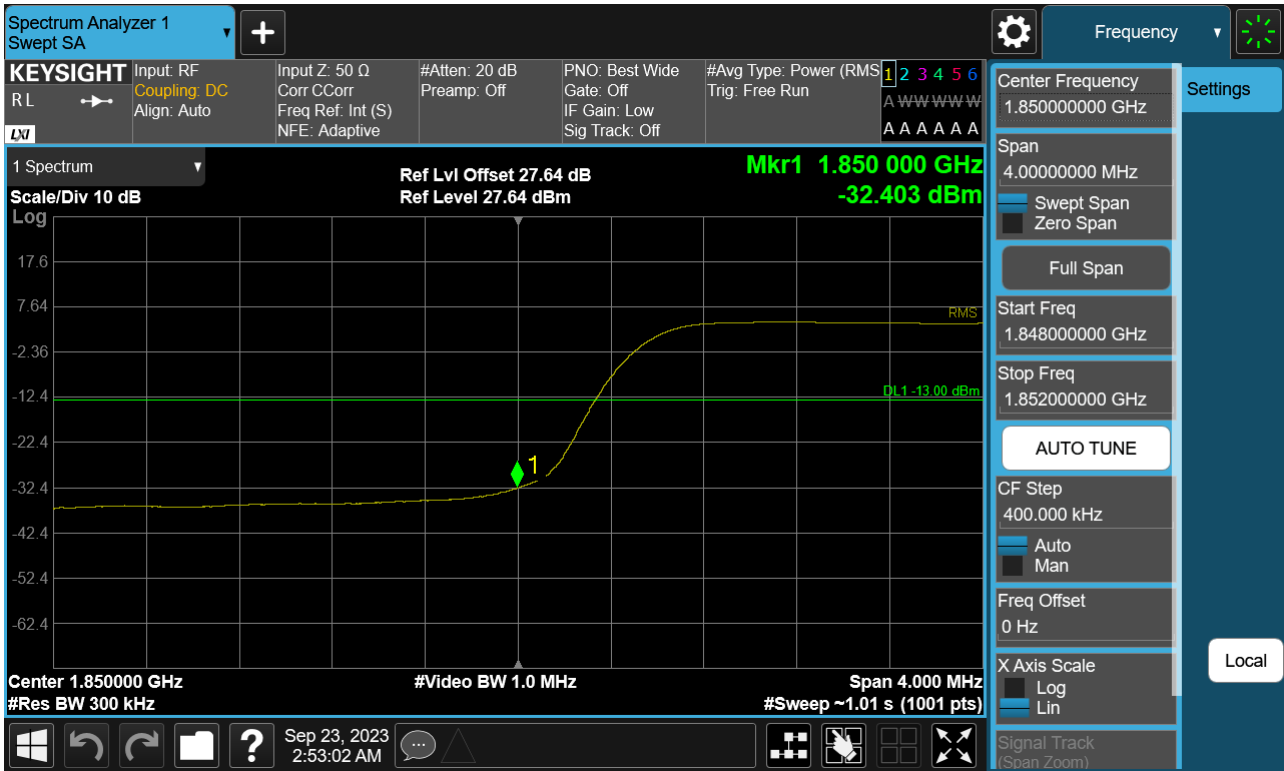 Spectrum Analyzer 1
Swept SA
+
Frequency
KEYSIGHT
RL
LXI
Input: RF
Coupling: DC
Align: Auto
Input Z: 50 Ω
Corr CCorr
Freq Ref: Int (S)
NFE: Adaptive
#Atten: 20 dB
Preamp: Off
PNO: Best Wide
Gate: Off
IF Gain: Low
Sig Track: Off
#Avg Type: Power (RMS
Trig: Free Run
1 2 3 4 5 6
A W W W W W
A A A A A A
1 Spectrum
Scale/Div 10 dB
Log
Ref Lvl Offset 27.64 dB
Ref Level 27.64 dBm
Mkr1 1.850 000 GHz
-32.403 dBm
17.6
7.64
-2.36
-12.4
-22.4
-32.4
-42.4
-52.4
-62.4
RMS
DL1 -13.00 dBm
1
Center 1.850000 GHz
#Res BW 300 kHz
#Video BW 1.0 MHz
Span 4.000 MHz
#Sweep ~1.01 s (1001 pts)
Center Frequency
1.850000000 GHz
Span
4.00000000 MHz
Swept Span
Zero Span
Full Span
Start Freq
1.848000000 GHz
Stop Freq
1.852000000 GHz
AUTO TUNE
CF Step
400.000 kHz
Auto
Man
Freq Offset
0 Hz
X Axis Scale
Log
Lin
Signal Track
(Span Zoom)
Settings
Local
?
Sep 23, 2023
2:53:02 AM